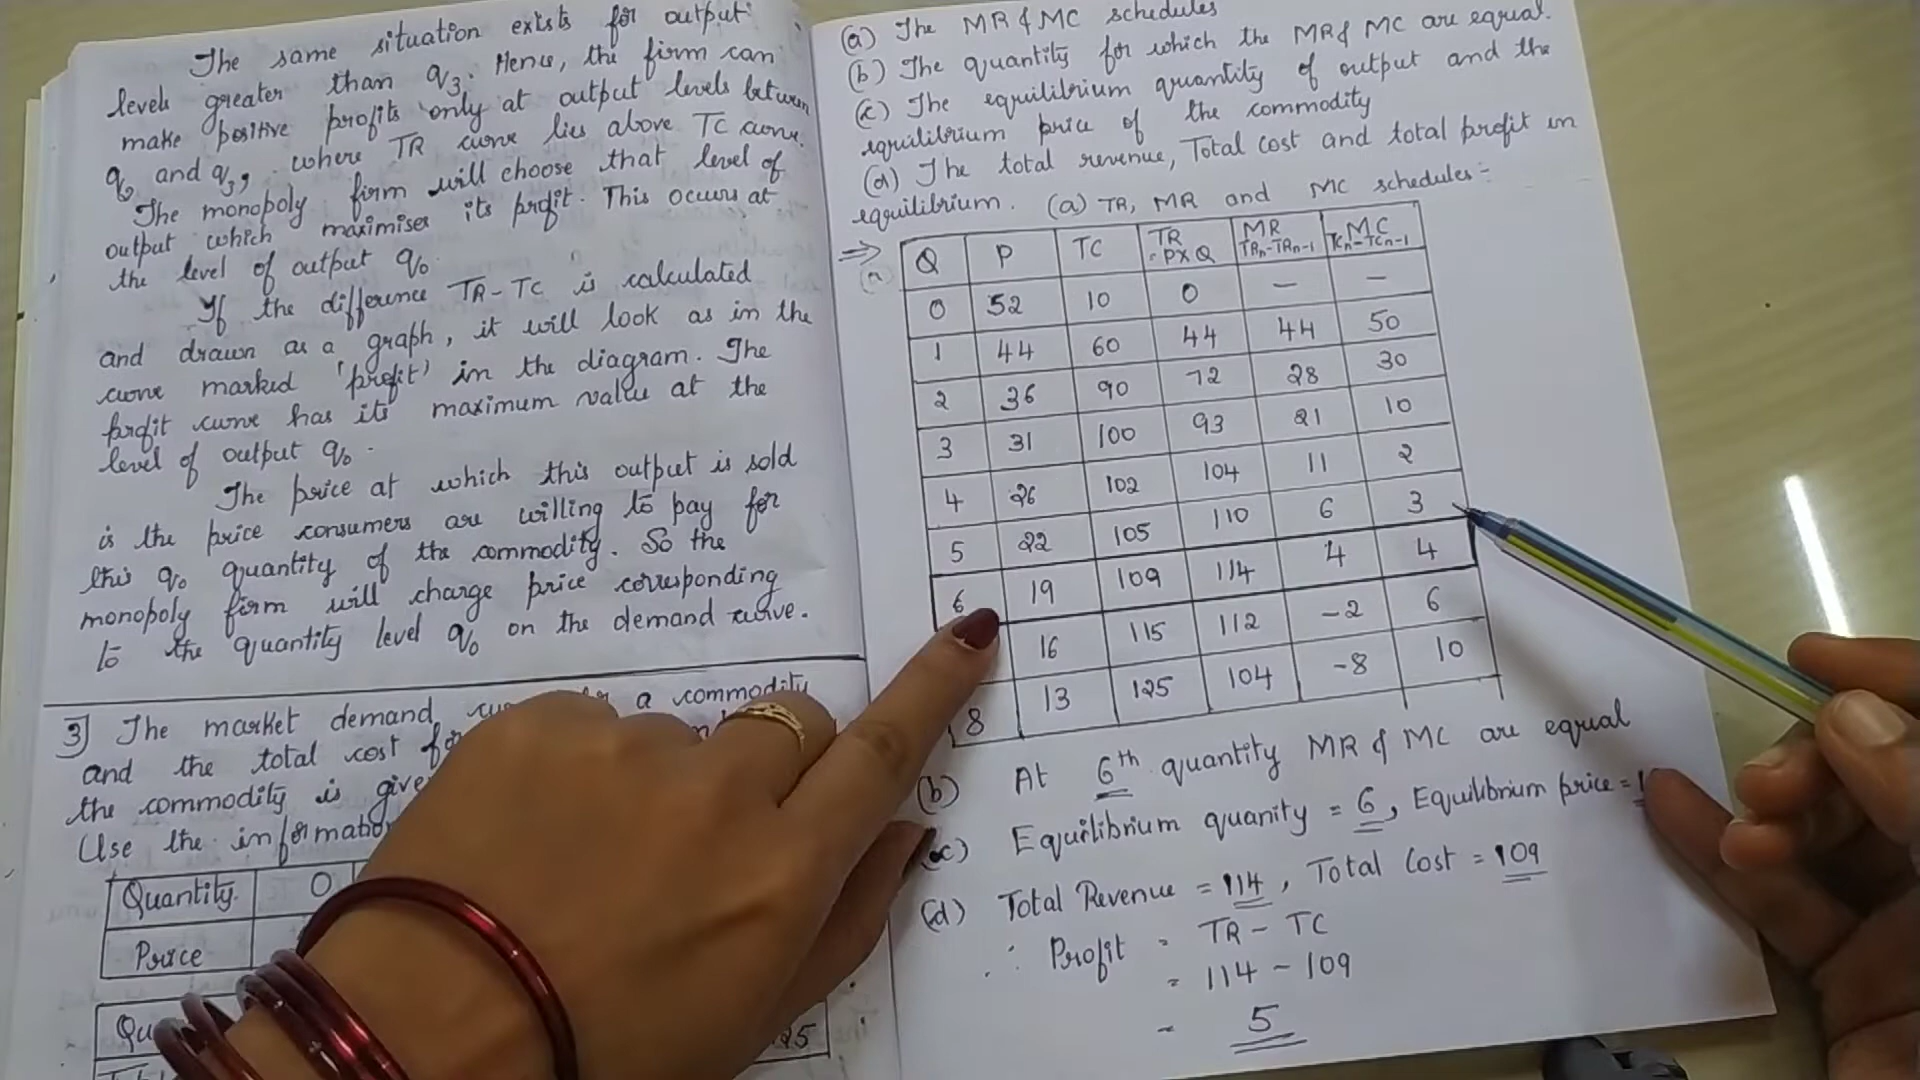 The same situation exists for output
levels greater than q3. Hence, the firm can
make positive profits only at output levels between
q2 and q3, where TR curve lies above TC curve.
The monopoly firm will choose that level of
output which maximises its profit. This occurs at
the level of output q0.
If the difference TR-TC is calculated
and drawn as a graph, it will look as in the
curve marked 'profit' in the diagram. The
profit curve has its maximum value at the
level of output q0.
The price at which this output is sold
is the price consumers are willing to pay for
this q0 quantity of the commodity. So the
monopoly firm will charge price corresponding
to the quantity level q0 on the demand curve.
3] The market demand a commodity
and the total cost
the commodity is
Use the
Quantity 0
Price
25
(a) The MR & MC schedules
(b) The quantity for which the MR & MC are equal.
(c) The equilibrium quantity of output and the
equilibrium price of the commodity
(d) The total revenue, Total cost and total profit in
equilibrium. (a) TR, MR and MC schedules:-
Q P TC TR = P×Q MR TRn-TRn-1 MC TCn-TCn-1
0 52 10 0 — —
1 44 60 44 44 50
2 36 90 72 28 30
3 31 100 93 21 10
4 26 102 104 11 2
5 22 105 110 6 3
6 19 109 114 4 4
16 115 112 -2 6
8 13 125 104 -8 10
(b) At 6th quantity MR & MC are equal
(c) Equilibrium quanity = 6, Equilibrium price =
(d) Total Revenue = 114, Total Cost = 109
∴ Profit = TR - TC
= 114 - 109
= 5